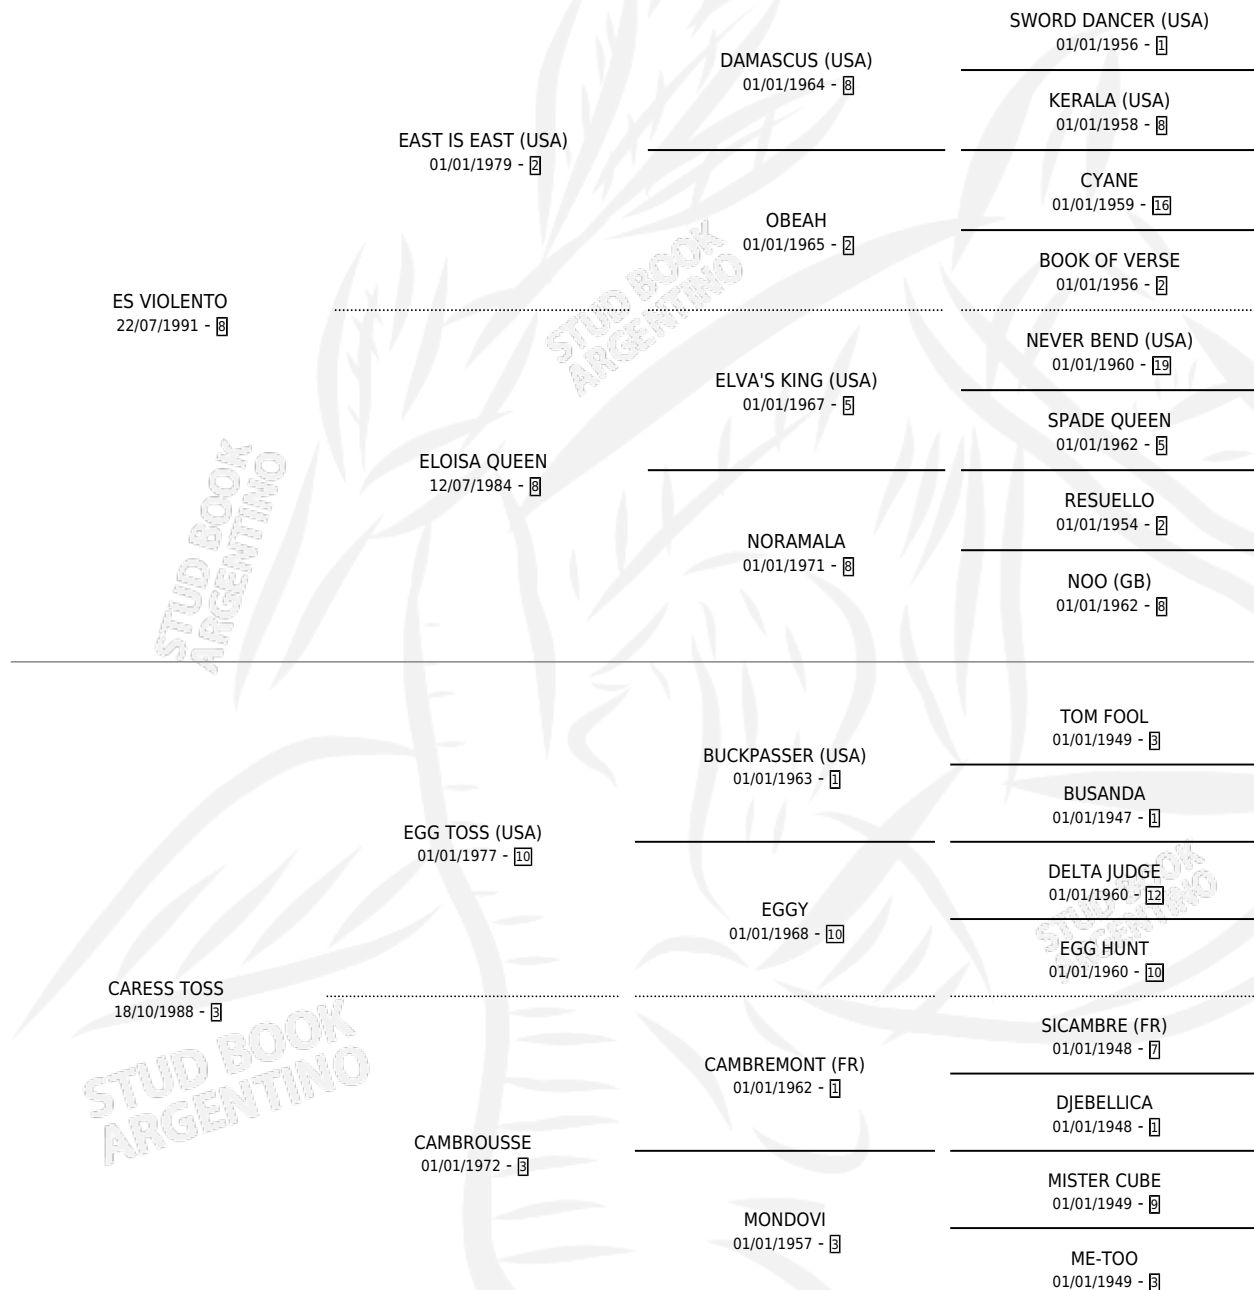 SWORD DANCER (USA)
01/01/1956 - 1
DAMASCUS (USA)
01/01/1964 - 8
KERALA (USA)
01/01/1958 - 8
EAST IS EAST (USA)
01/01/1979 - 2
CYANE
01/01/1959 - 16
OBEAH
01/01/1965 - 2
BOOK OF VERSE
01/01/1956 - 2
ES VIOLENTO
22/07/1991 - 8
STUD BOOK
ARGENTINO
NEVER BEND (USA)
01/01/1960 - 19
ELVA'S KING (USA)
01/01/1967 - 5
SPADE QUEEN
01/01/1962 - 5
ELOISA QUEEN
12/07/1984 - 8
RESUELLO
01/01/1954 - 2
NORAMALA
01/01/1971 - 8
NOO (GB)
01/01/1962 - 8
STUD BOOK
ARGENTINO
TOM FOOL
01/01/1949 - 3
BUCKPASSER (USA)
01/01/1963 - 1
BUSANDA
01/01/1947 - 1
EGG TOSS (USA)
01/01/1977 - 10
DELTA JUDGE
01/01/1960 - 12
EGGY
01/01/1968 - 10
STUD BOOK
ARGENTINO
EGG HUNT
01/01/1960 - 10
CARESS TOSS
18/10/1988 - 3
SICAMBRE (FR)
01/01/1948 - 7
CAMBREMONT (FR)
01/01/1962 - 1
STUD BOOK
ARGENTINO
DJEBELLICA
01/01/1948 - 1
CAMBROUSSE
01/01/1972 - 3
MISTER CUBE
01/01/1949 - 9
MONDOVI
01/01/1957 - 3
ME-TOO
01/01/1949 - 3